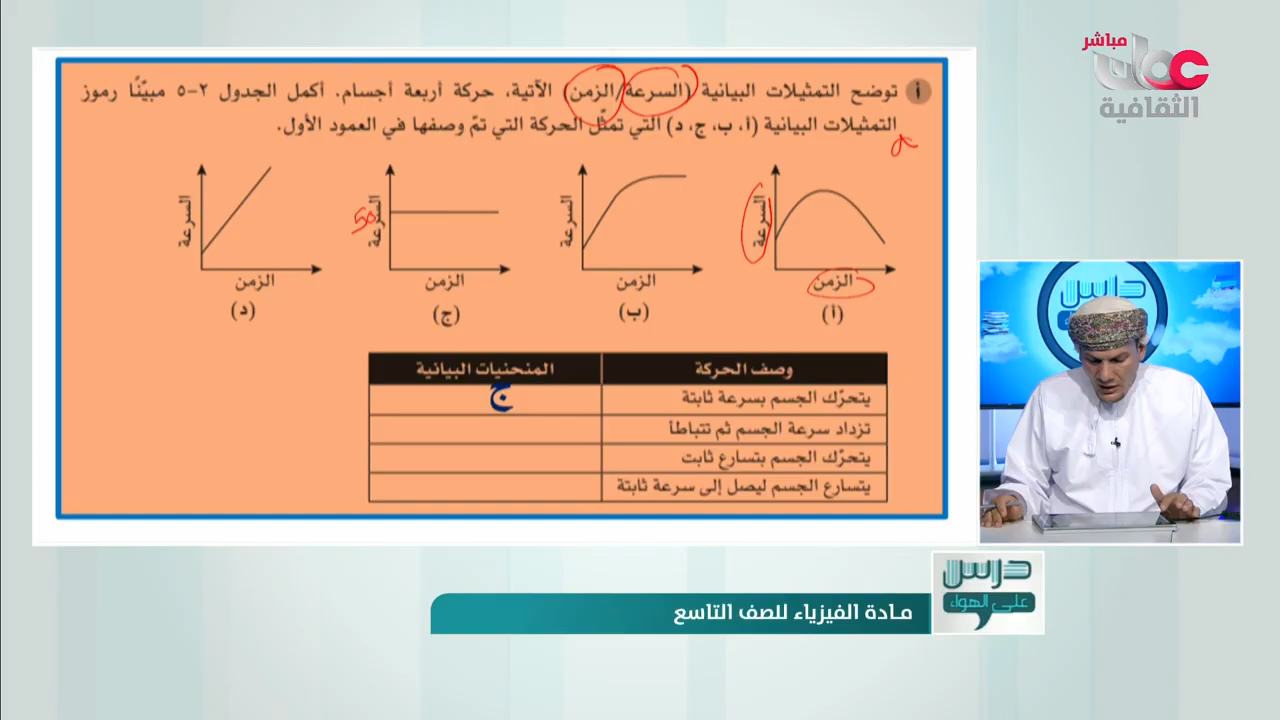 مباشر
عمان
الثقافية
أ توضح التمثيلات البيانية (السرعة/الزمن) الآتية، حركة أربعة أجسام. أكمل الجدول ٢-٥ مبيّنًا رموز
التمثيلات البيانية (أ، ب، ج، د) التي تمثّل الحركة التي تمّ وصفها في العمود الأول.
السرعة
الزمن
(أ)
السرعة
الزمن
(ب)
50
السرعة
الزمن
(ج)
السرعة
الزمن
(د)
وصف الحركة المنحنيات البيانية
يتحرّك الجسم بسرعة ثابتة ج
تزداد سرعة الجسم ثم تتباطأ
يتحرّك الجسم بتسارع ثابت
يتسارع الجسم ليصل إلى سرعة ثابتة
درس
درس
على الهواء
مادة الفيزياء للصف التاسع